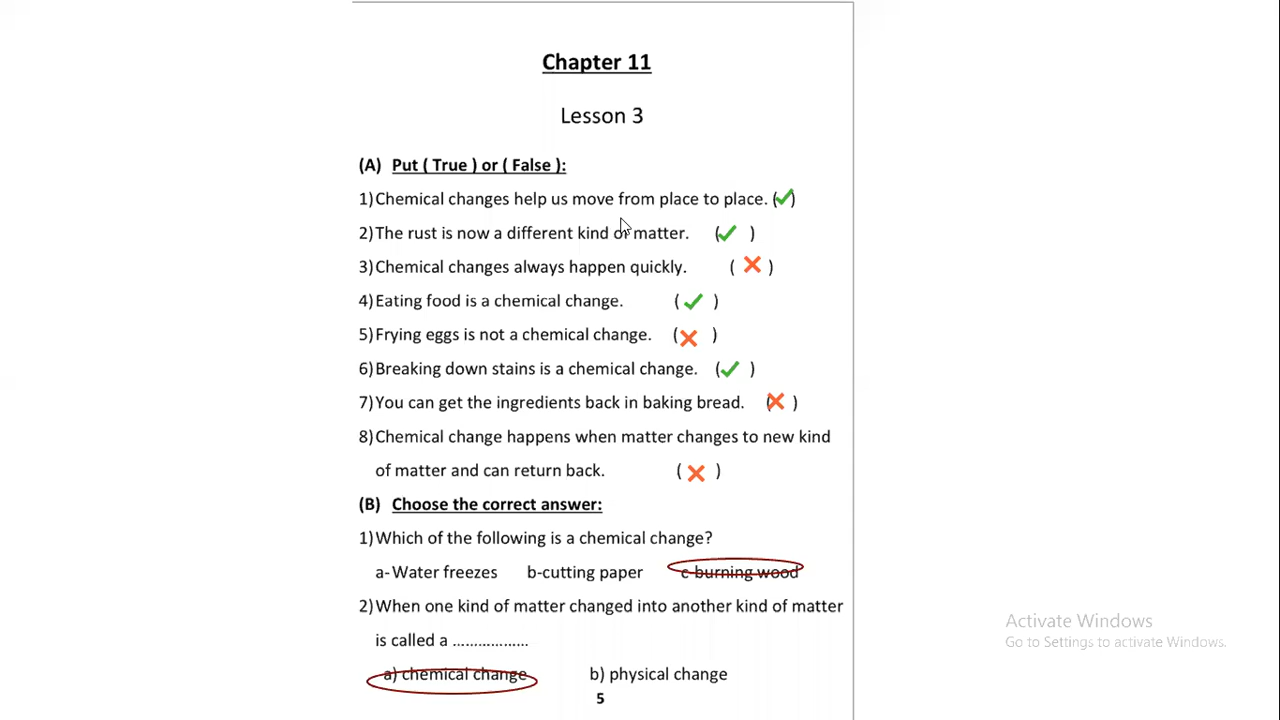 Chapter 11
Lesson 3
(A) Put ( True ) or ( False ):
1)Chemical changes help us move from place to place. (✓)
2)The rust is now a different kind of matter. (✓ )
3)Chemical changes always happen quickly. ( ✗ )
4)Eating food is a chemical change. ( ✓ )
5)Frying eggs is not a chemical change. (✗ )
6)Breaking down stains is a chemical change. (✓ )
7)You can get the ingredients back in baking bread. (✗ )
8)Chemical change happens when matter changes to new kind
of matter and can return back. ( ✗ )
(B) Choose the correct answer:
1)Which of the following is a chemical change?
a-Water freezes b-cutting paper c-burning wood
2)When one kind of matter changed into another kind of matter
is called a ..................
a) chemical change b) physical change
5
Activate Windows
Go to Settings to activate Windows.